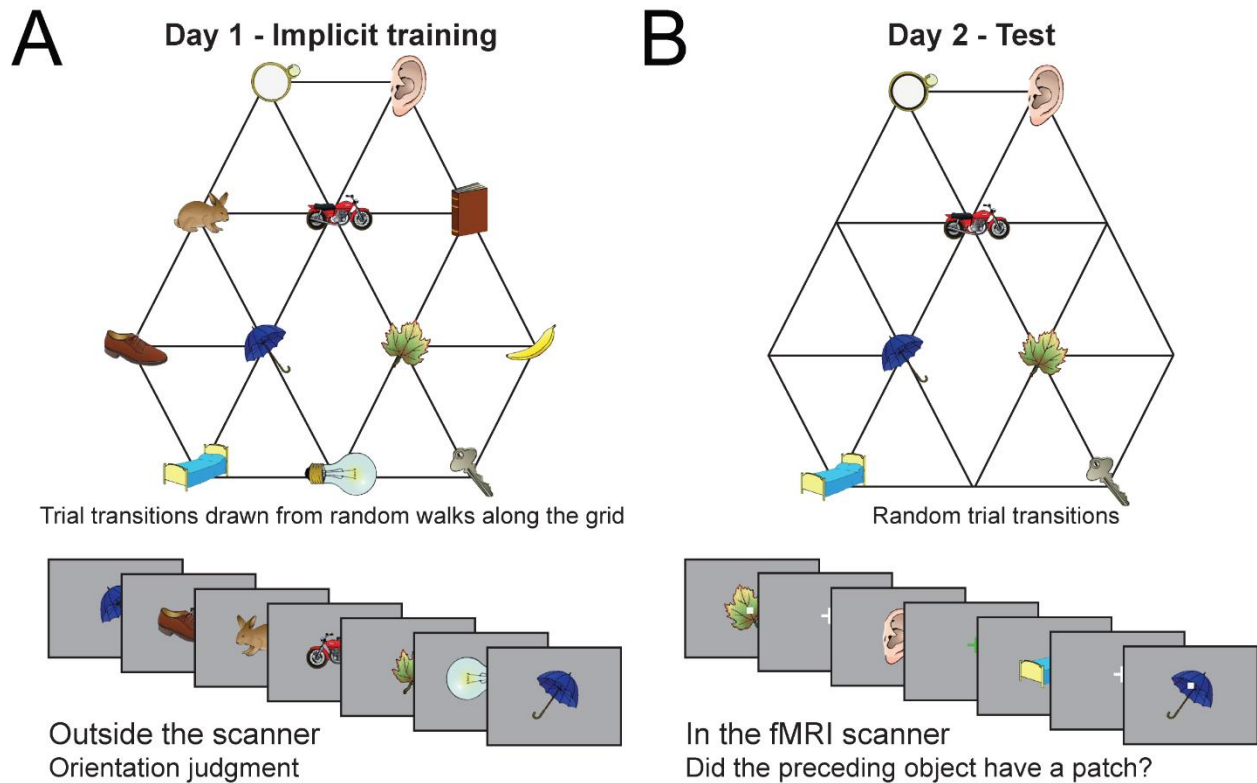 A
Day 1 - Implicit training
Trial transitions drawn from random walks along the grid
Outside the scanner
Orientation judgment
B
Day 2 - Test
Random trial transitions
In the fMRI scanner
Did the preceding object have a patch?